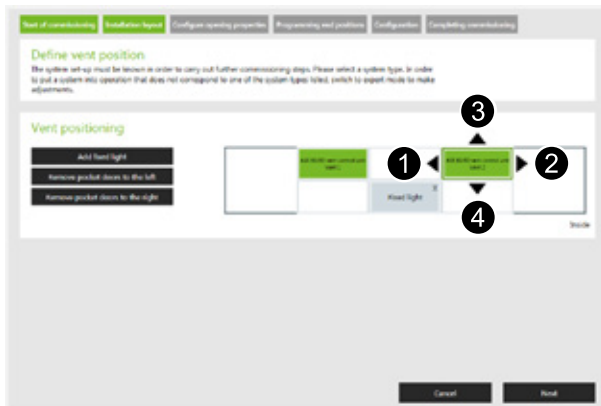 Start of commissioning
Installation layout
Configure opening properties
Programming end positions
Configuration
Completing commissioning
Define vent position
The system set-up must be known in order to carry out further commissioning steps. Please select a system type. In order
to put a system into operation that does not correspond to one of the system types listed, switch to expert mode to make
adjustments.
Vent positioning
Add fixed light
Remove pocket doors to the left
Remove pocket doors to the right
3
1
2
X
Fixed light
4
Inside
Cancel
Next